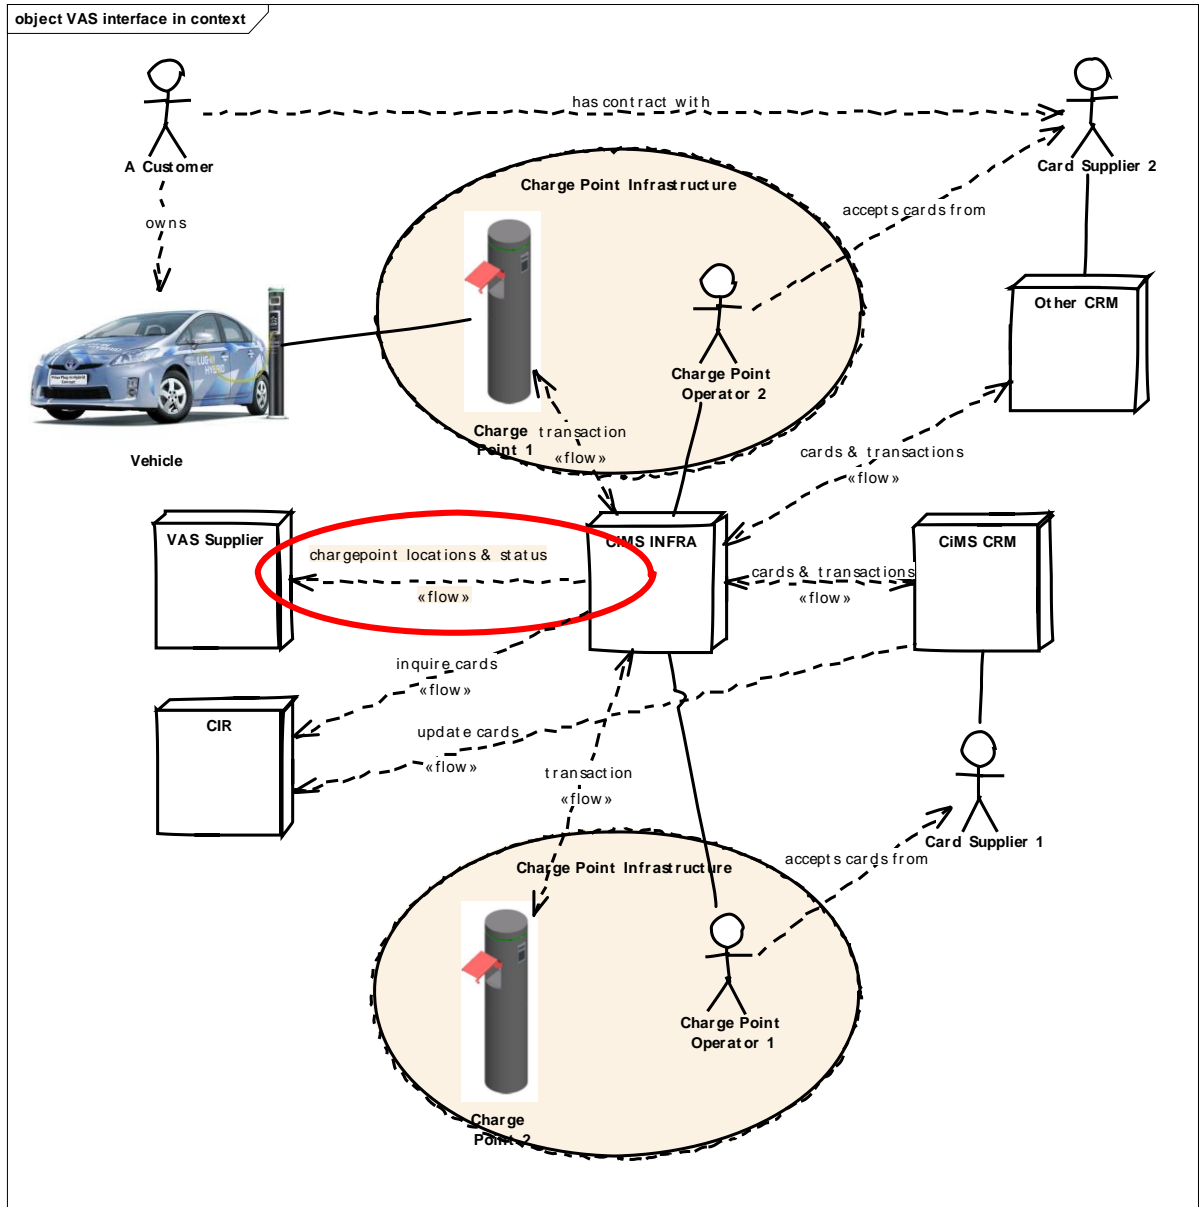 object VAS interface in context
has contract with
A Customer
Card Supplier 2
Charge Point Infrastructure
accepts cards from
owns
Other CRM
LUG-IN
HYBRID
Charge Point
Operator 2
Charge
Point 1
transaction
«flow»
Vehicle
cards & transactions
«flow»
VAS Supplier
CiMS INFRA
CiMS CRM
chargepoint locations & status
«flow»
cards & transactions
«flow»
inquire cards
«flow»
CIR
update cards
«flow»
transaction
«flow»
Card Supplier 1
accepts cards from
Charge Point Infrastructure
Charge Point
Operator 1
Charge
Point 2